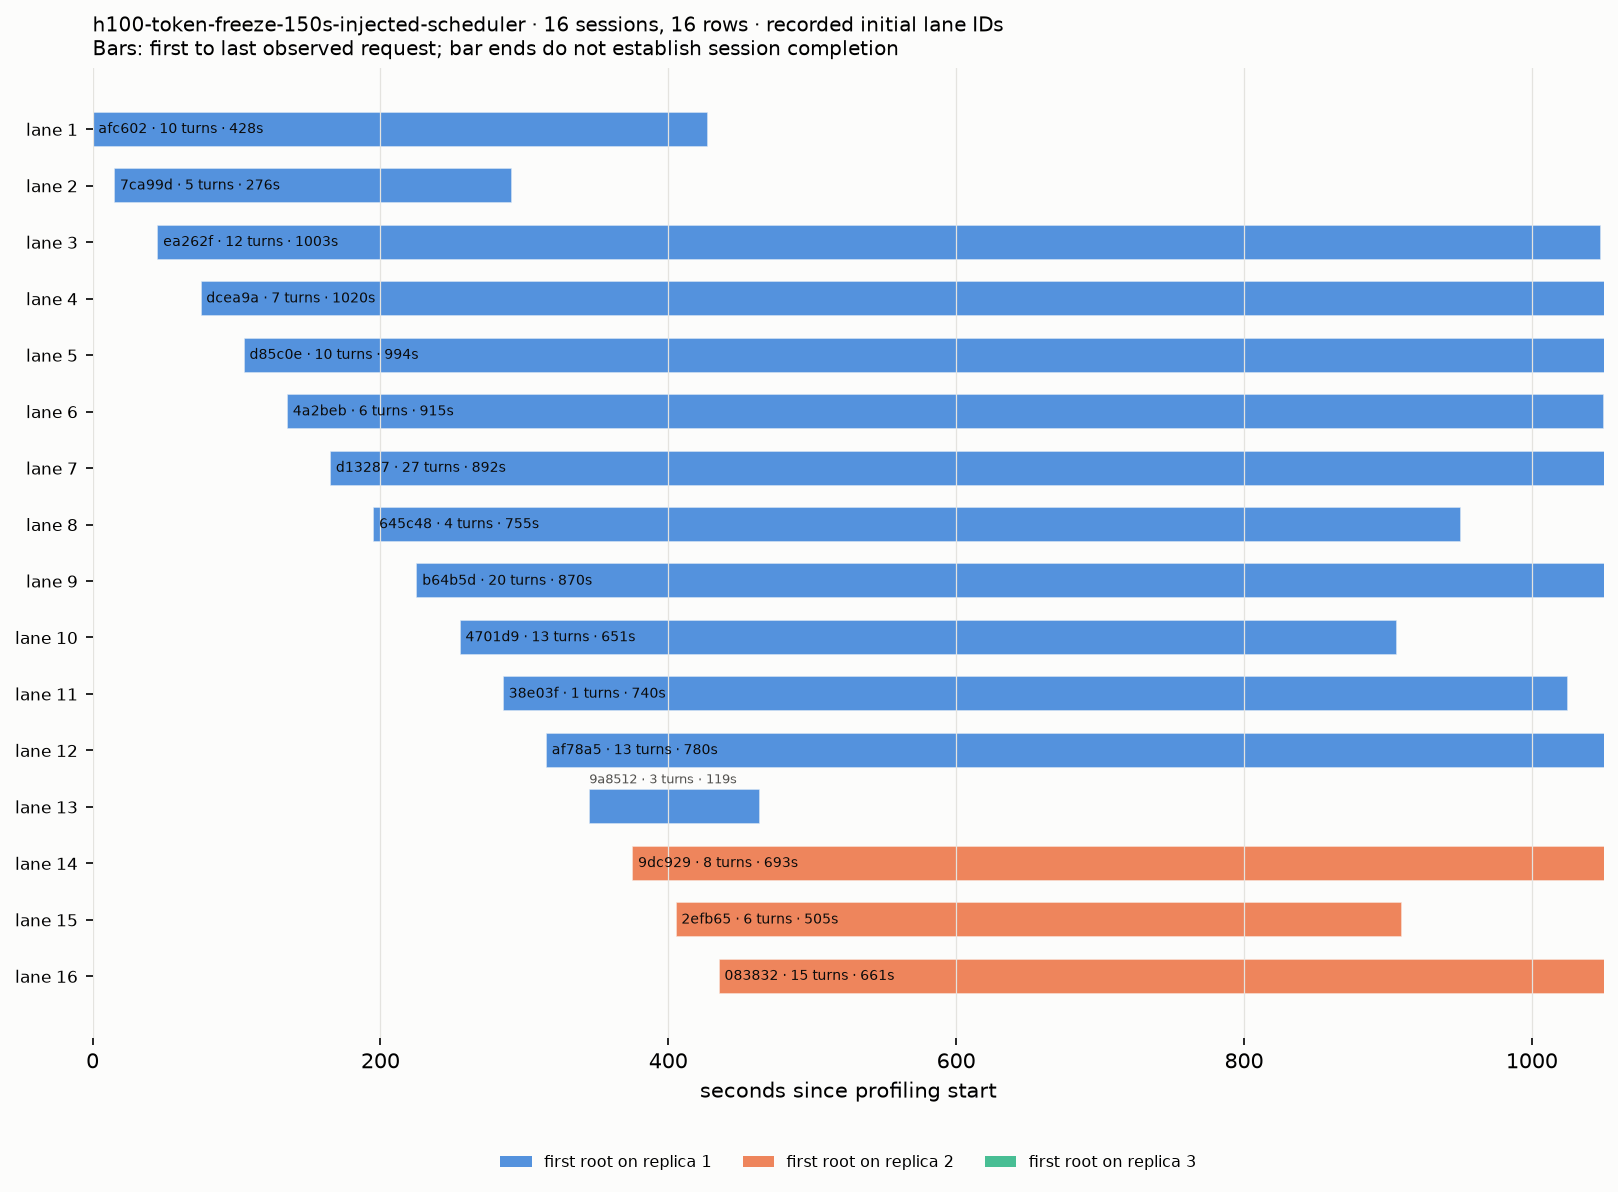 h100-token-freeze-150s-injected-scheduler · 16 sessions, 16 rows · recorded initial lane IDs
Bars: first to last observed request; bar ends do not establish session completion
lane 1
afc602 · 10 turns · 428s
lane 2
7ca99d · 5 turns · 276s
lane 3
ea262f · 12 turns · 1003s
lane 4
dcea9a · 7 turns · 1020s
lane 5
d85c0e · 10 turns · 994s
lane 6
4a2beb · 6 turns · 915s
lane 7
d13287 · 27 turns · 892s
lane 8
645c48 · 4 turns · 755s
lane 9
b64b5d · 20 turns · 870s
lane 10
4701d9 · 13 turns · 651s
lane 11
38e03f · 1 turns · 740s
lane 12
af78a5 · 13 turns · 780s
9a8512 · 3 turns · 119s
lane 13
lane 14
9dc929 · 8 turns · 693s
lane 15
2efb65 · 6 turns · 505s
lane 16
083832 · 15 turns · 661s
0 200 400 600 800 1000
seconds since profiling start
first root on replica 1 first root on replica 2 first root on replica 3